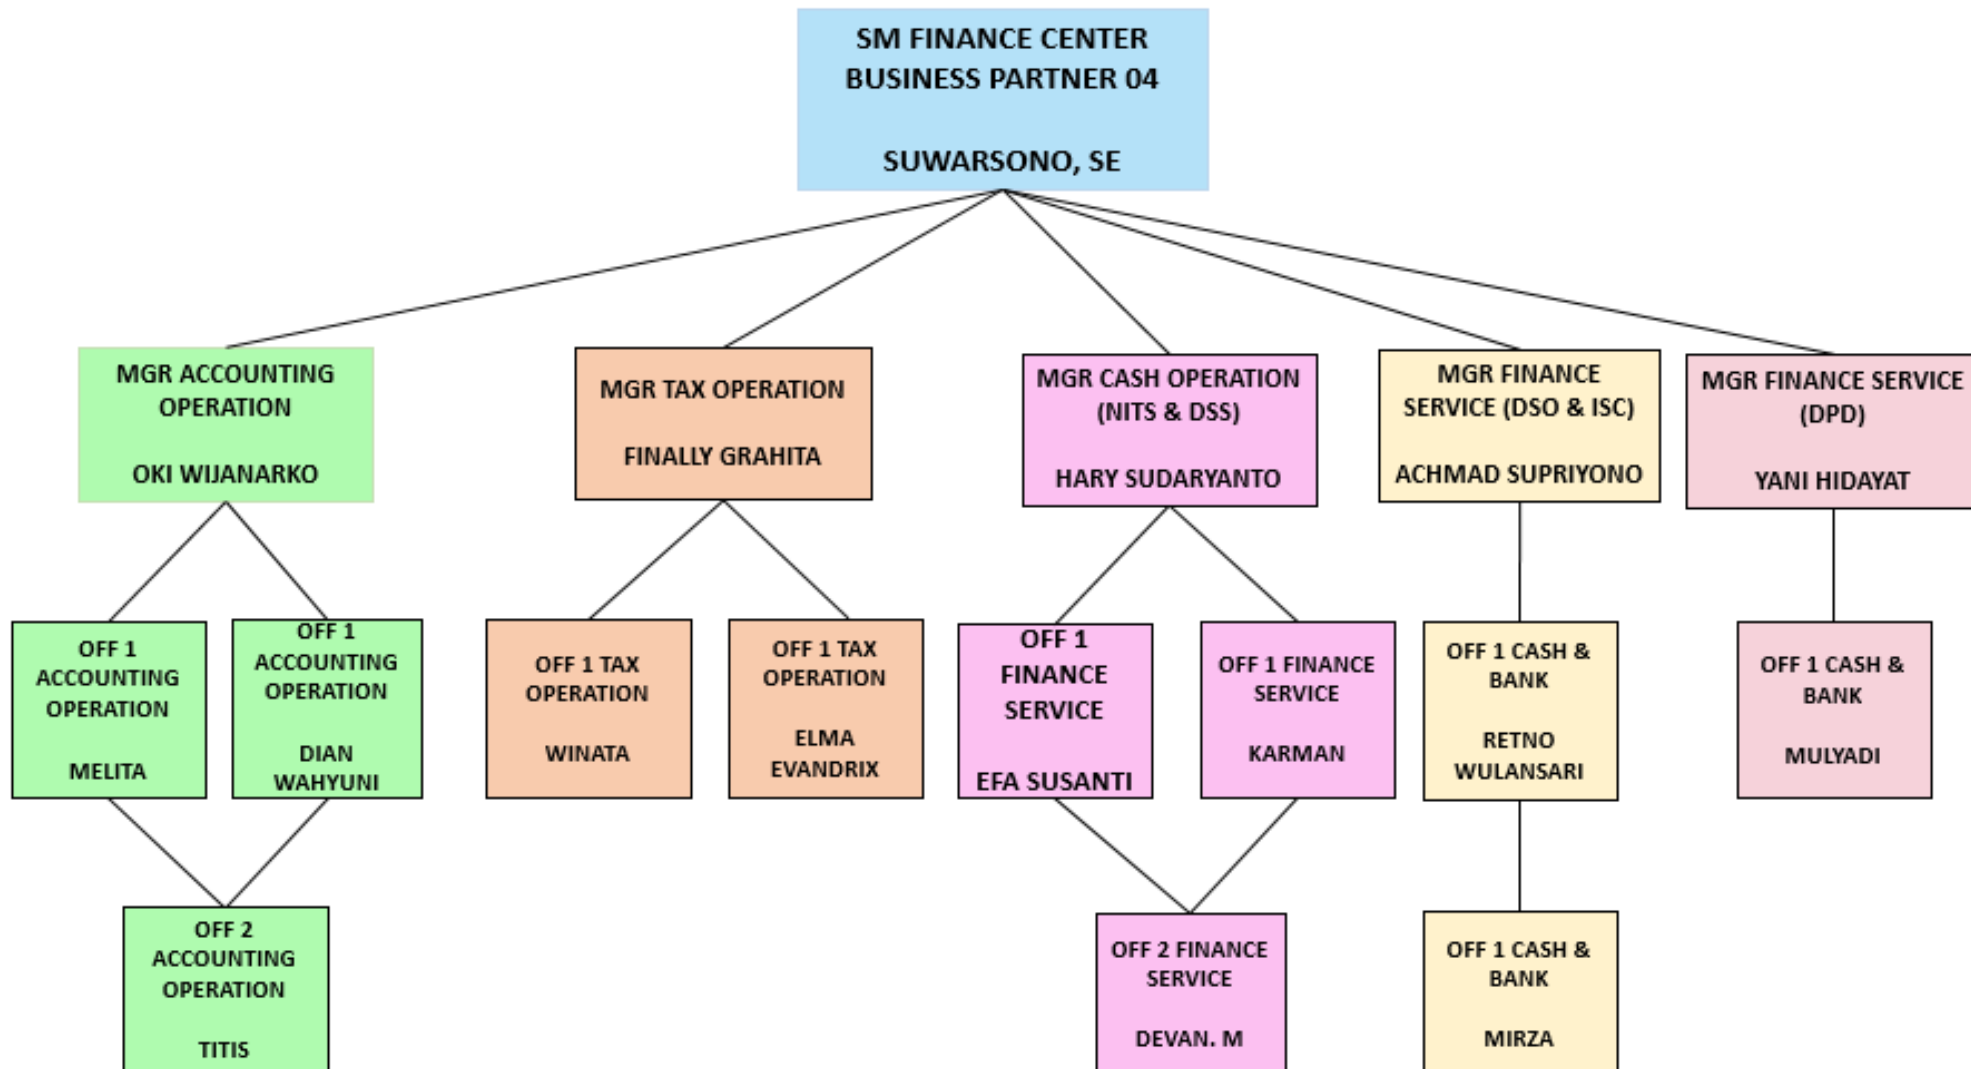 SM FINANCE CENTER
BUSINESS PARTNER 04
SUWARSONO, SE
MGR ACCOUNTING
OPERATION
OKI WIJANARKO
MGR TAX OPERATION
FINALLY GRAHITA
MGR CASH OPERATION
(NITS & DSS)
HARY SUDARYANTO
MGR FINANCE
SERVICE (DSO & ISC)
ACHMAD SUPRIYONO
MGR FINANCE SERVICE
(DPD)
YANI HIDAYAT
OFF 1
ACCOUNTING
OPERATION
MELITA
OFF 1
ACCOUNTING
OPERATION
DIAN
WAHYUNI
OFF 1 TAX
OPERATION
WINATA
OFF 1 TAX
OPERATION
ELMA
EVANDRIX
OFF 1
FINANCE
SERVICE
EFA SUSANTI
OFF 1 FINANCE
SERVICE
KARMAN
OFF 1 CASH &
BANK
RETNO
WULANSARI
OFF 1 CASH &
BANK
MULYADI
OFF 2
ACCOUNTING
OPERATION
TITIS
OFF 2 FINANCE
SERVICE
DEVAN. M
OFF 1 CASH &
BANK
MIRZA